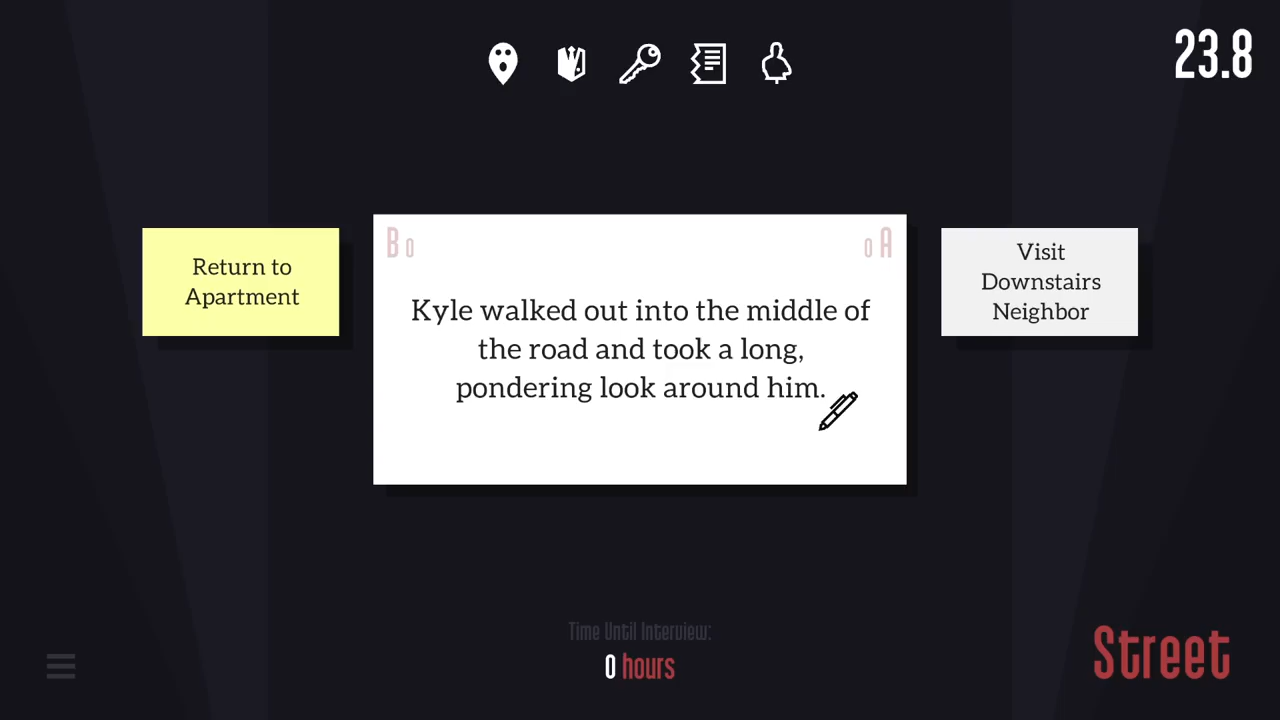 23.8
Return to
Apartment
B 0
0 A
Kyle walked out into the middle of
the road and took a long,
pondering look around him.
Visit
Downstairs
Neighbor
Time Until Interview:
0 hours
Street